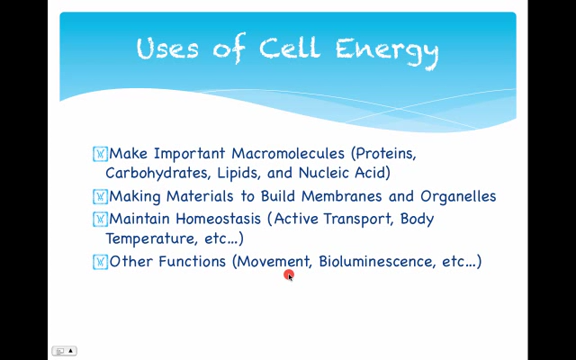 Uses of Cell Energy
Make Important Macromolecules (Proteins,
Carbohydrates, Lipids, and Nucleic Acid)
Making Materials to Build Membranes and Organelles
Maintain Homeostasis (Active Transport, Body
Temperature, etc...)
Other Functions (Movement, Bioluminescence, etc...)